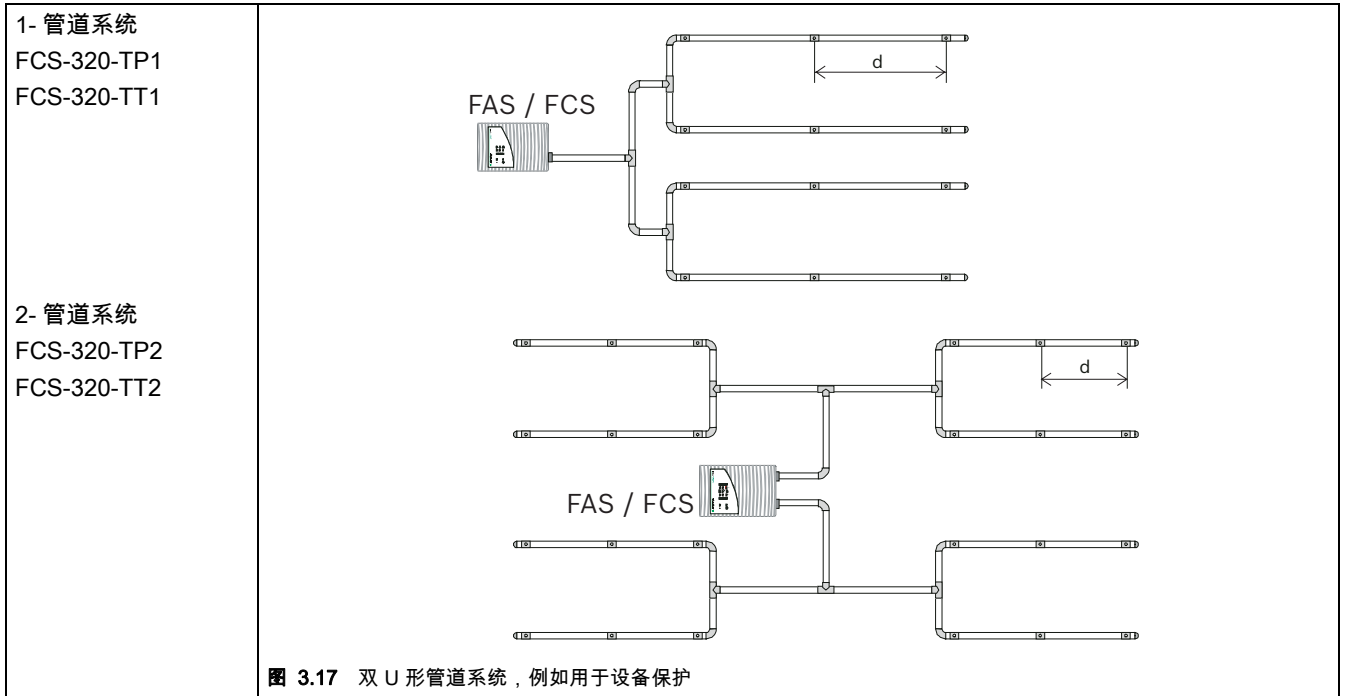 1- 管道系统
FCS-320-TP1
FCS-320-TT1
FAS / FCS
d
2- 管道系统
FCS-320-TP2
FCS-320-TT2
d
FAS / FCS
图 3.17 双 U 形管道系统，例如用于设备保护